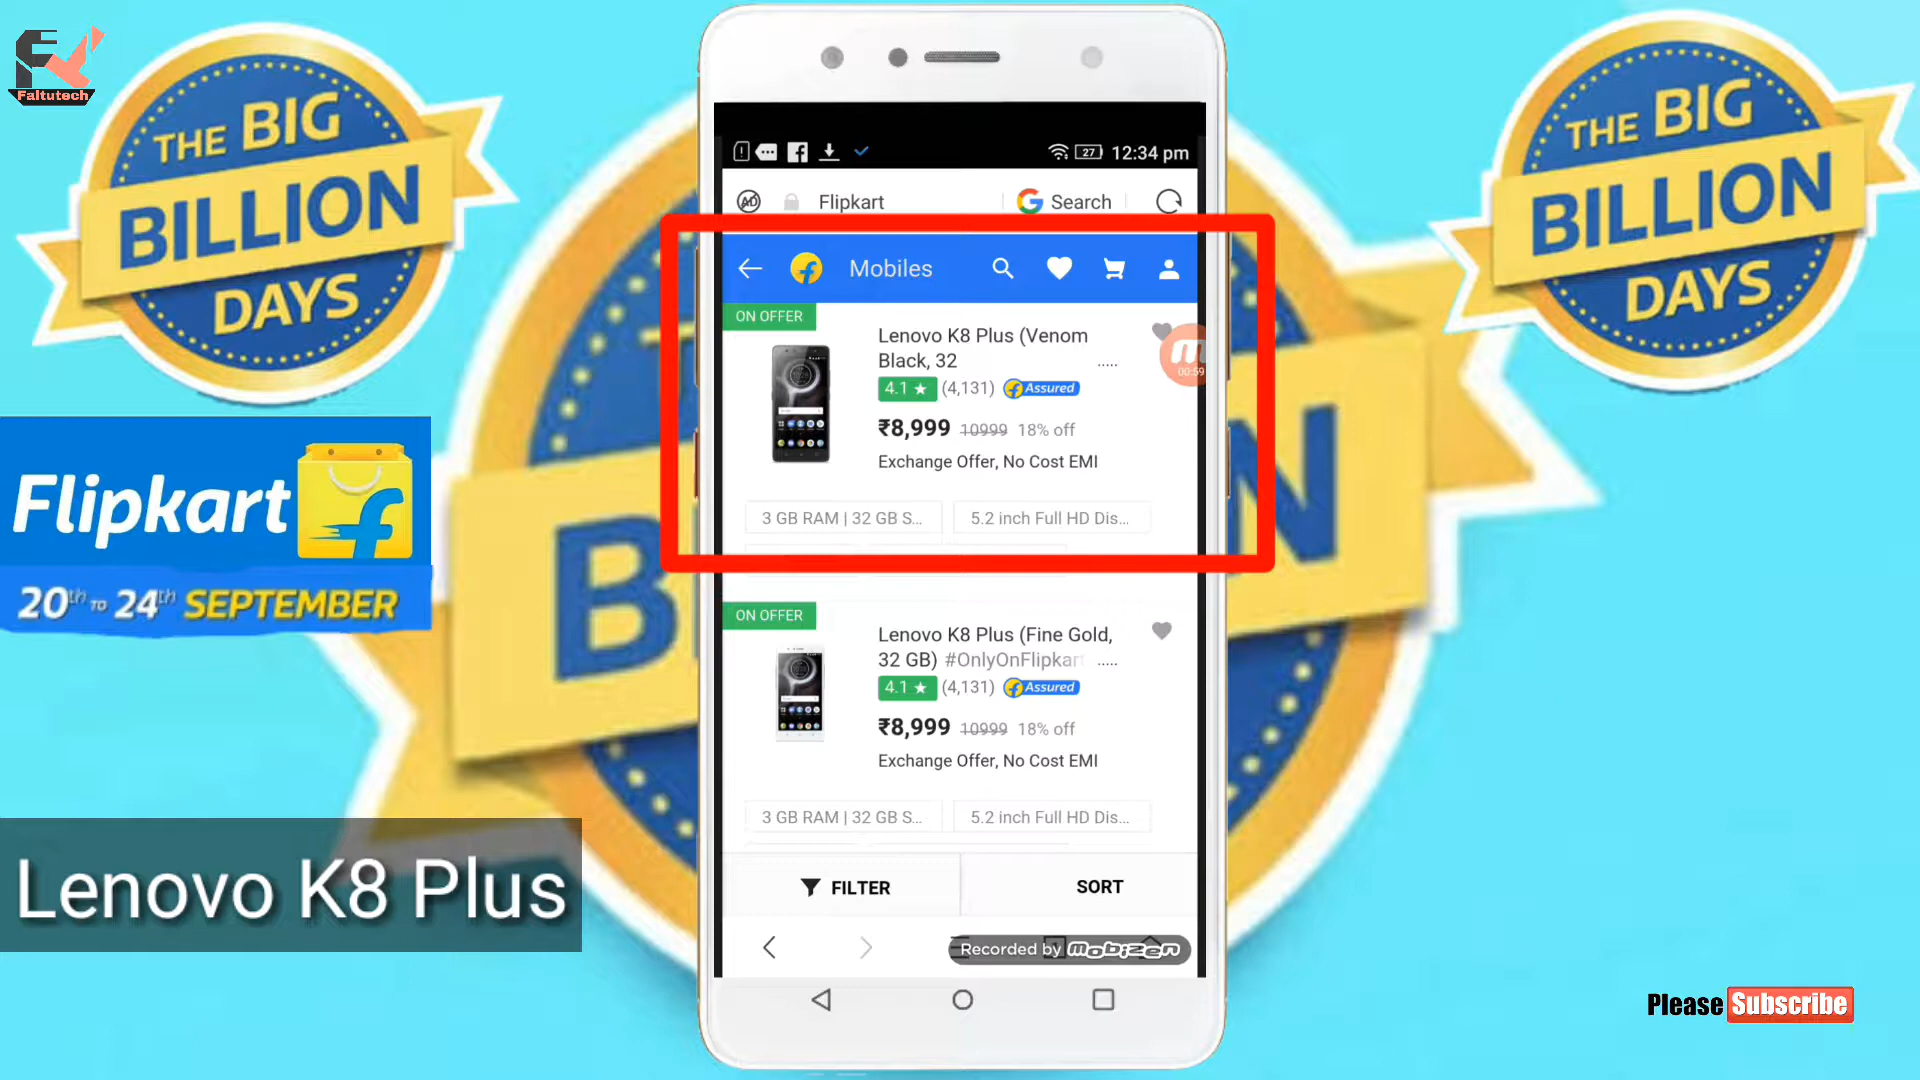 Faltutech
THE BIG
BILLION
DAYS
THE BIG
BILLION
DAYS
Flipkart
20th TO 24th SEPTEMBER
Lenovo K8 Plus
27 12:34 pm
AD Flipkart Search
Mobiles
ON OFFER
Lenovo K8 Plus (Venom
Black, 32 .....
4.1 ★ (4,131) Assured
₹8,999 10999 18% off
Exchange Offer, No Cost EMI
3 GB RAM | 32 GB S... 5.2 inch Full HD Dis...
00:59
ON OFFER
Lenovo K8 Plus (Fine Gold,
32 GB) #OnlyOnFlipkart .....
4.1 ★ (4,131) Assured
₹8,999 10999 18% off
Exchange Offer, No Cost EMI
3 GB RAM | 32 GB S... 5.2 inch Full HD Dis...
FILTER SORT
Recorded by mobizen
Please Subscribe